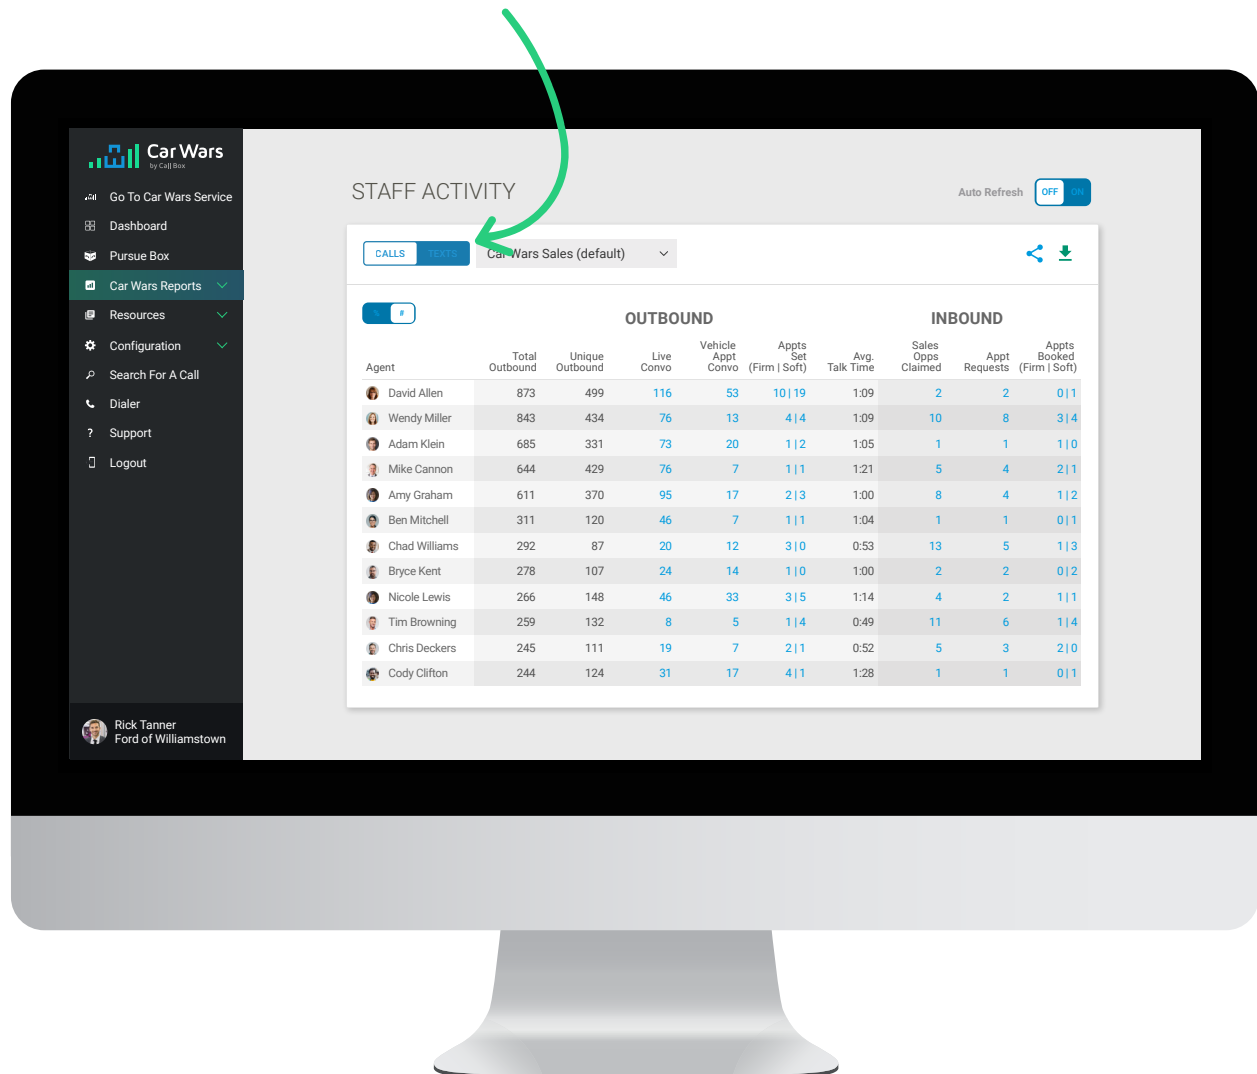 Car Wars
by Call Box
Go To Car Wars Service
Dashboard
Pursue Box
Car Wars Reports
Resources
Configuration
Search For A Call
Dialer
? Support
Logout
Rick Tanner
Ford of Williamstown
STAFF ACTIVITY
Auto Refresh OFF ON
CALLS TEXTS Car Wars Sales (default)
% #
OUTBOUND INBOUND
Agent Total Outbound Unique Outbound Live Convo Vehicle Appt Convo Appts Set (Firm | Soft) Avg. Talk Time Sales Opps Claimed Appt Requests Appts Booked (Firm | Soft)
David Allen 873 499 116 53 10 | 19 1:09 2 2 0 | 1
Wendy Miller 843 434 76 13 4 | 4 1:09 10 8 3 | 4
Adam Klein 685 331 73 20 1 | 2 1:05 1 1 1 | 0
Mike Cannon 644 429 76 7 1 | 1 1:21 5 4 2 | 1
Amy Graham 611 370 95 17 2 | 3 1:00 8 4 1 | 2
Ben Mitchell 311 120 46 7 1 | 1 1:04 1 1 0 | 1
Chad Williams 292 87 20 12 3 | 0 0:53 13 5 1 | 3
Bryce Kent 278 107 24 14 1 | 0 1:00 2 2 0 | 2
Nicole Lewis 266 148 46 33 3 | 5 1:14 4 2 1 | 1
Tim Browning 259 132 8 5 1 | 4 0:49 11 6 1 | 4
Chris Deckers 245 111 19 7 2 | 1 0:52 5 3 2 | 0
Cody Clifton 244 124 31 17 4 | 1 1:28 1 1 0 | 1